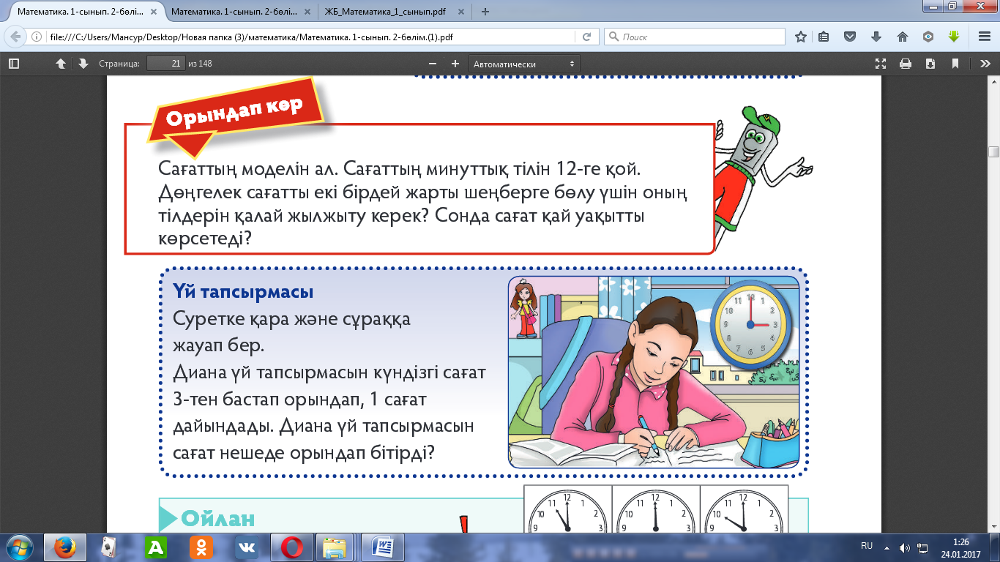 Математика. 1-сынып. 2-бөлі...
Математика. 1-сынып. 2-бөлі...
ЖБ_Математика_1_сынып.pdf
file:///C:/Users/Мансур/Desktop/Новая папка (3)/математика/Математика. 1-сынып. 2-бөлім.(1).pdf
Поиск
Страница: 21 из 148
Автоматически
Орындап көр
Сағаттың моделін ал. Сағаттың минуттық тілін 12-ге қой.
Дөңгелек сағатты екі бірдей жарты шеңберге бөлу үшін оның
тілдерін қалай жылжыту керек? Сонда сағат қай уақытты
көрсетеді?
Үй тапсырмасы
Суретке қара және сұраққа
жауап бер.
Диана үй тапсырмасын күндізгі сағат
3-тен бастап орындап, 1 сағат
дайындады. Диана үй тапсырмасын
сағат нешеде орындап бітірді?
12 1 2 3 4 5 6 7 8 9 10 11
Ойлан
!
11 12 1
10 2
9 3
11 12 1
10 2
9 3
11 12 1
10 2
9 3
RU
1:26
24.01.2017